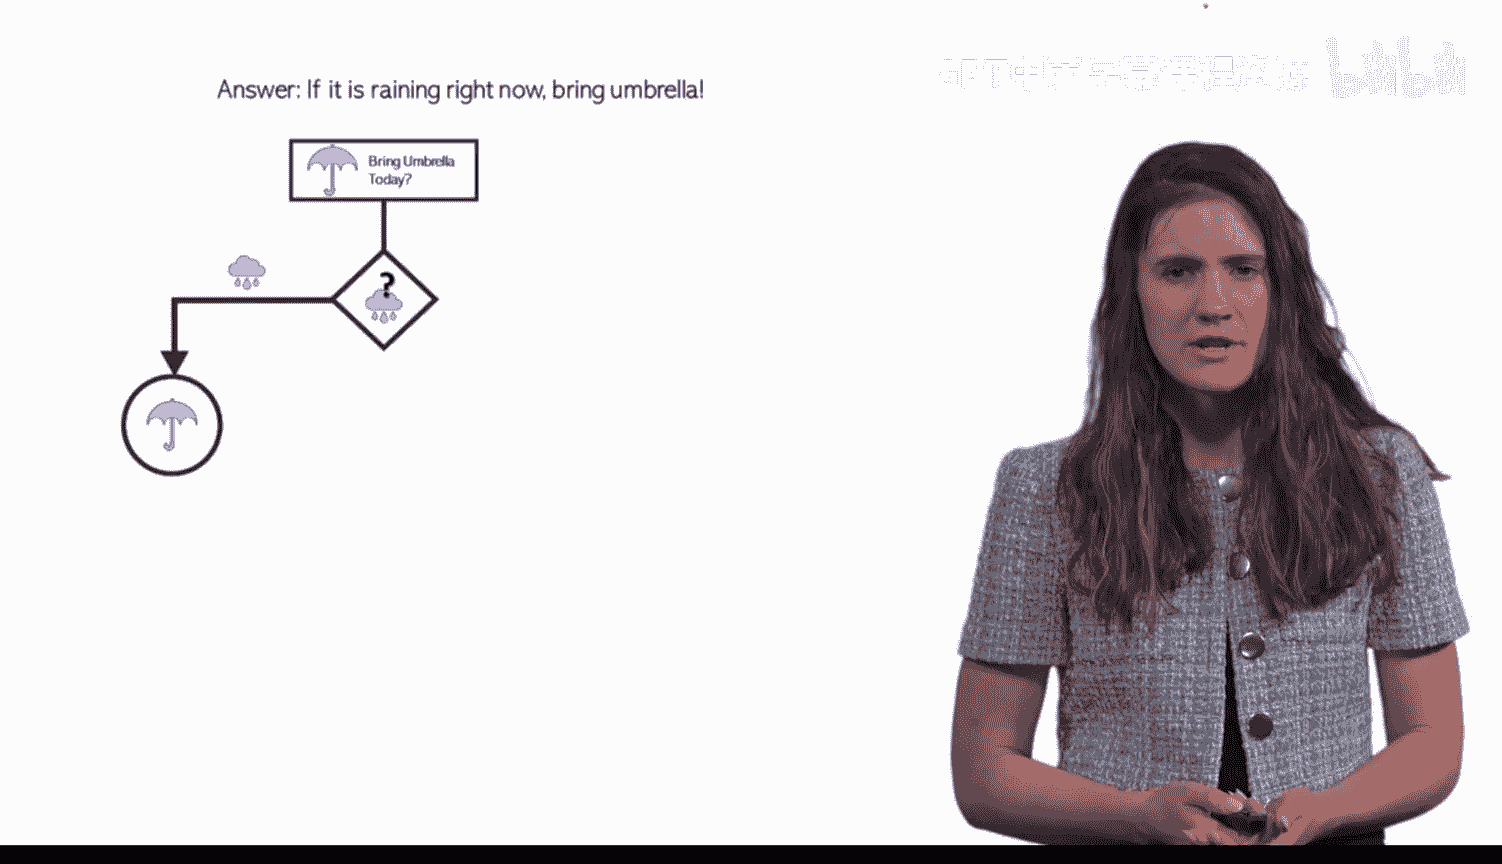 Answer: If it is raining right now, bring umbrella!
Bring Umbrella
Today?
?